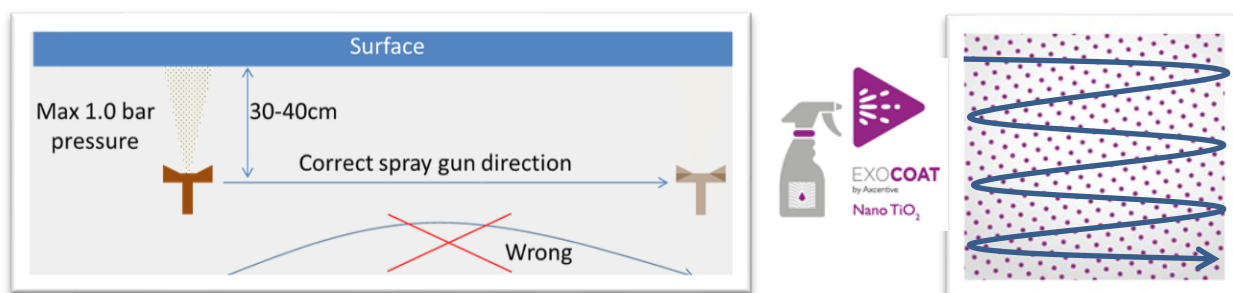 Surface
Max 1.0 bar
pressure
30-40cm
Correct spray gun direction
Wrong
EXOCOAT
by Axcentive
Nano TiO₂